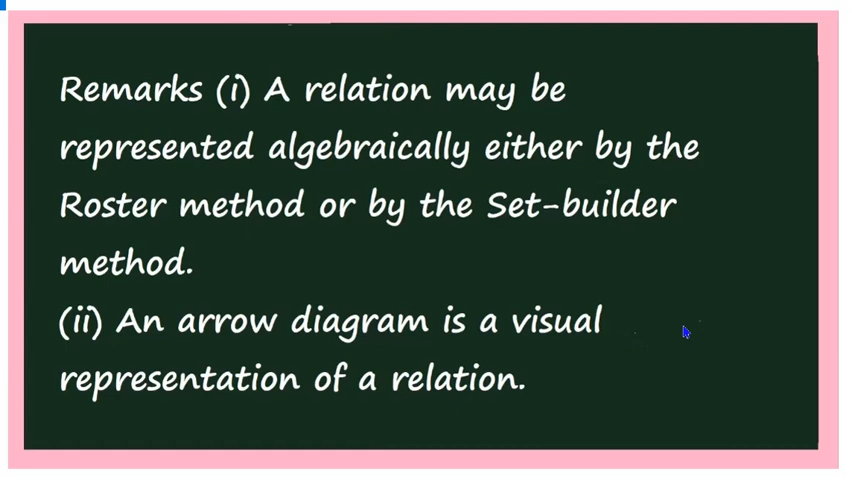 Remarks (i) A relation may be
represented algebraically either by the
Roster method or by the Set-builder
method.
(ii) An arrow diagram is a visual
representation of a relation.